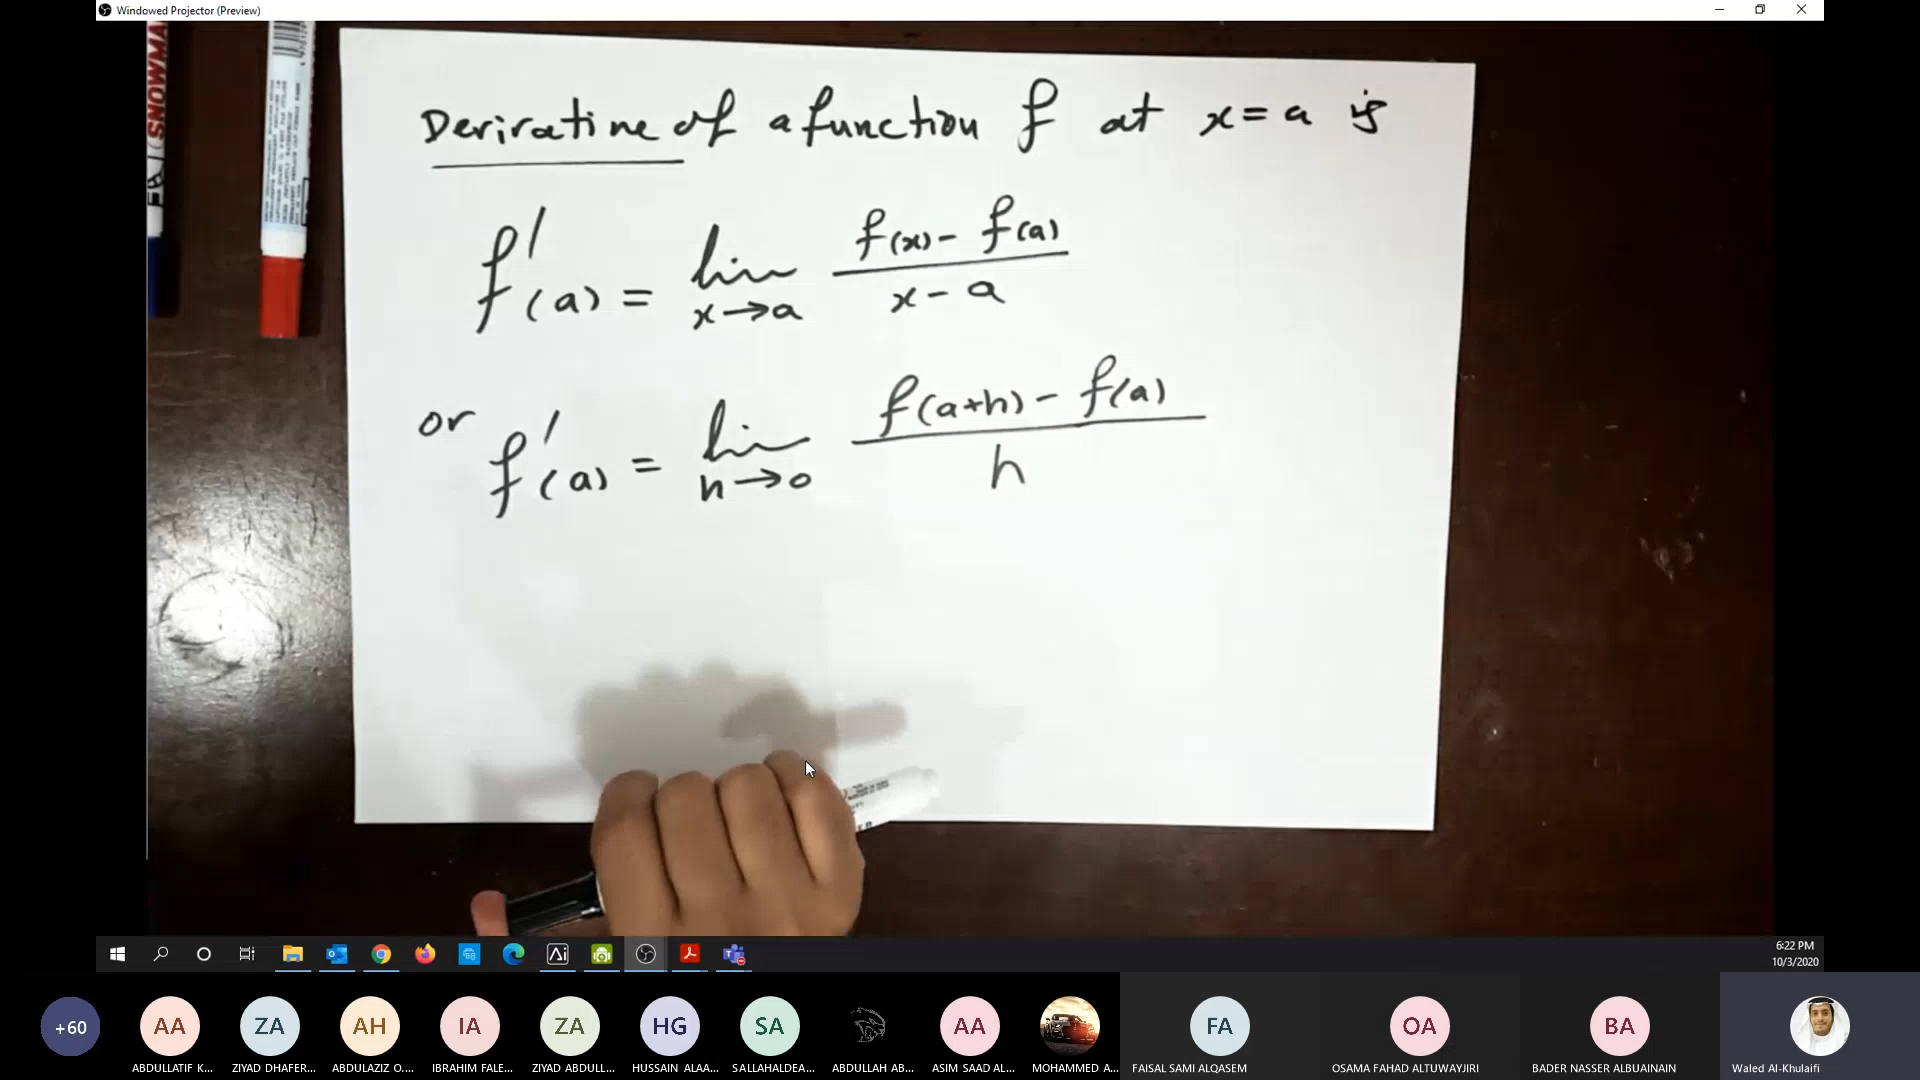 Windowed Projector (Preview)
SNOWMA
Derivative of a function f at x = a is
f'(a) = lim x→a f(x) - f(a) / x - a
or f'(a) = lim h→0 f(a+h) - f(a) / h
6:22 PM
10/3/2020
+60 AA ZA AH IA ZA HG SA AA FA OA BA
ABDULLATIF K... ZIYAD DHAFER... ABDULAZIZ O.... IBRAHIM FALE... ZIYAD ABDULL... HUSSAIN ALAA... SALLAHALDEA... ABDULLAH AB... ASIM SAAD AL... MOHAMMED A... FAISAL SAMI ALQASEM OSAMA FAHAD ALTUWAYJIRI BADER NASSER ALBUAINAIN Waled Al-Khulaifi